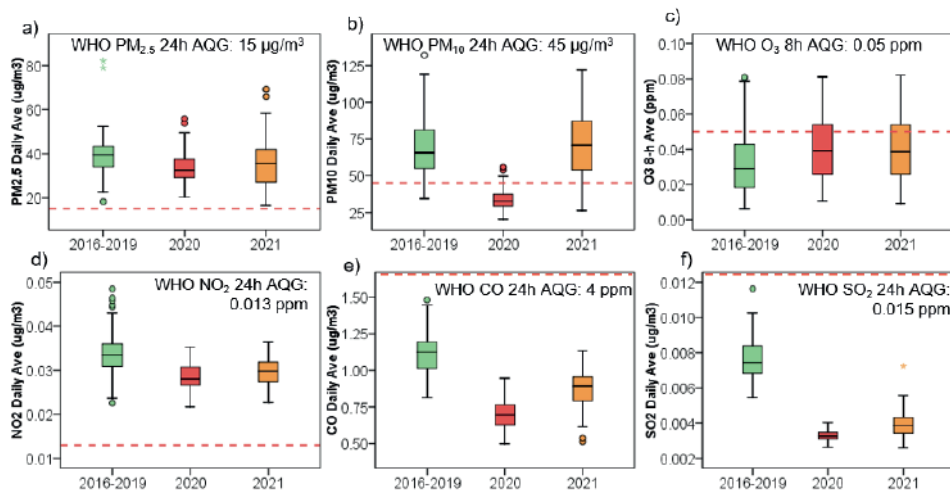 a)
WHO PM2.5 24h AQG: 15 µg/m³
PM2.5 Daily Ave (ug/m3)
80
60
40
20
2016-2019 2020 2021
b)
WHO PM10 24h AQG: 45 µg/m³
PM10 Daily Ave (ug/m3)
125
100
75
50
25
2016-2019 2020 2021
c)
WHO O3 8h AQG: 0.05 ppm
O3 8-h Ave (ppm)
0.10
0.08
0.06
0.04
0.02
0.00
2016-2019 2020 2021
d)
WHO NO2 24h AQG:
0.013 ppm
NO2 Daily Ave (ug/m3)
0.05
0.04
0.03
0.02
0.01
2016-2019 2020 2021
e)
WHO CO 24h AQG: 4 ppm
CO Daily Ave (ug/m3)
1.50
1.25
1.00
0.75
0.50
2016-2019 2020 2021
f)
WHO SO2 24h AQG:
0.015 ppm
SO2 Daily Ave (ug/m3)
0.012
0.010
0.008
0.006
0.004
0.002
2016-2019 2020 2021